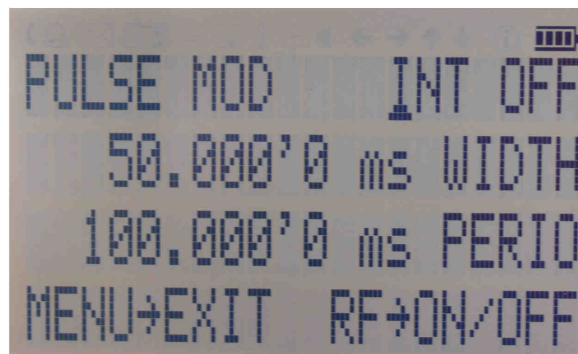 PULSE MOD INT OFF
50.000'0 ms WIDTH
100.000'0 ms PERIO
MENU→EXIT RF→ON/OFF